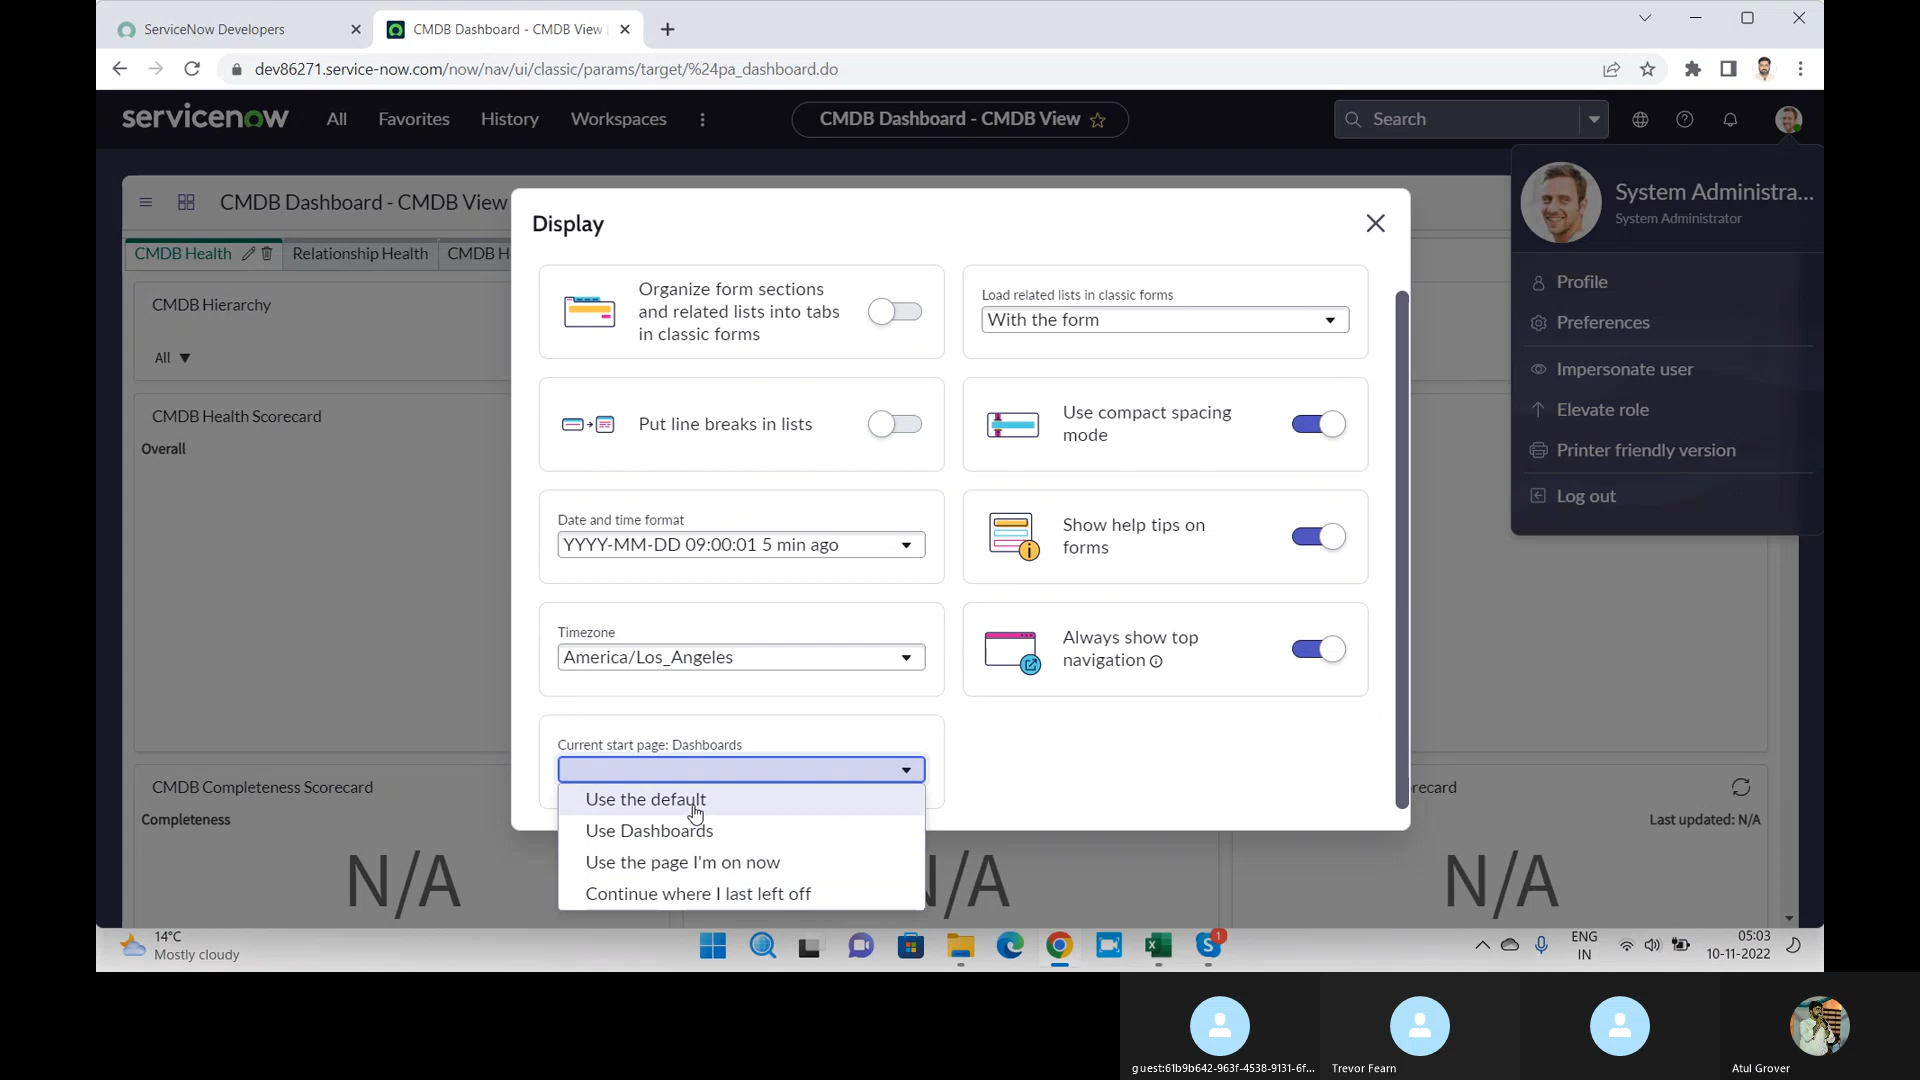 ServiceNow Developers
CMDB Dashboard - CMDB View
dev86271.service-now.com/now/nav/ui/classic/params/target/%24pa_dashboard.do
servicenow
All
Favorites
History
Workspaces
CMDB Dashboard - CMDB View
Search
System Administra...
System Administrator
Profile
Preferences
Impersonate user
Elevate role
Printer friendly version
Log out
CMDB Dashboard - CMDB View
CMDB Health
Relationship Health
CMDB H
CMDB Hierarchy
All
CMDB Health Scorecard
Overall
Display
Organize form sections
and related lists into tabs
in classic forms
Load related lists in classic forms
With the form
Put line breaks in lists
Use compact spacing
mode
Date and time format
YYYY-MM-DD 09:00:01 5 min ago
Show help tips on
forms
Timezone
America/Los_Angeles
Always show top
navigation
Current start page: Dashboards
Use the default
Use Dashboards
Use the page I'm on now
Continue where I last left off
CMDB Completeness Scorecard
Completeness
N/A
N/A
recard
Last updated: N/A
N/A
14°C
Mostly cloudy
1
ENG
IN
05:03
10-11-2022
guest:61b9b642-963f-4538-9131-6f...
Trevor Fearn
Atul Grover